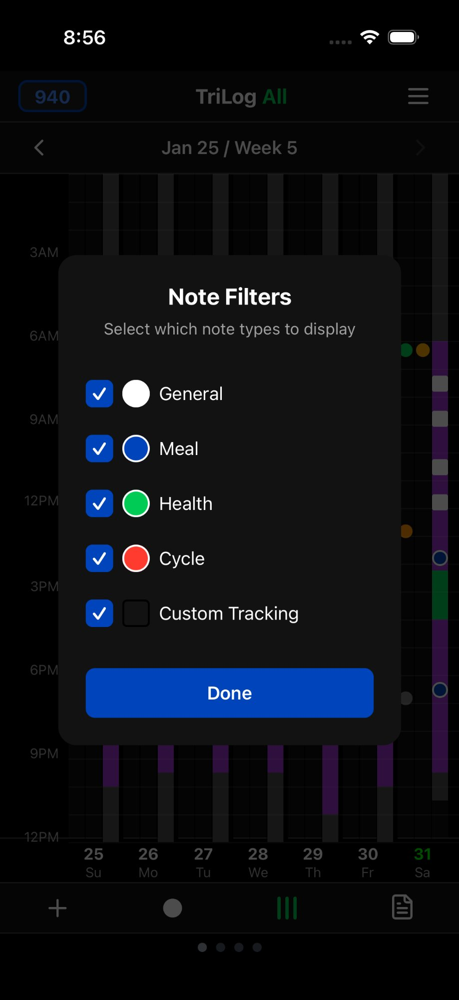 8:56
940
TriLog All
Jan 25 / Week 5
3AM
Note Filters
Select which note types to display
6AM
General
9AM
Meal
12PM
Health
Cycle
3PM
Custom Tracking
6PM
Done
9PM
12PM
25 26 27 28 29 30 31
Su Mo Tu We Th Fr Sa